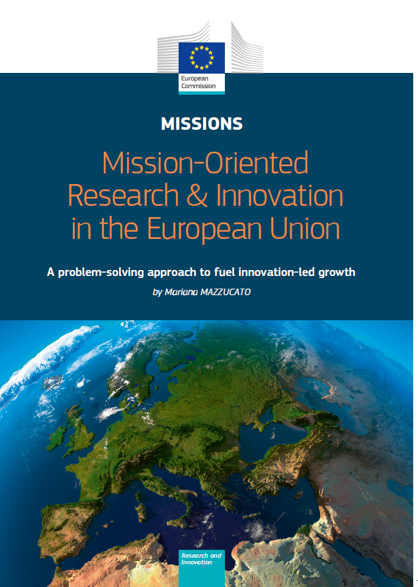 European
Commission
MISSIONS
Mission-Oriented
Research & Innovation
in the European Union
A problem-solving approach to fuel innovation-led growth
by Mariana MAZZUCATO
Research and
Innovation